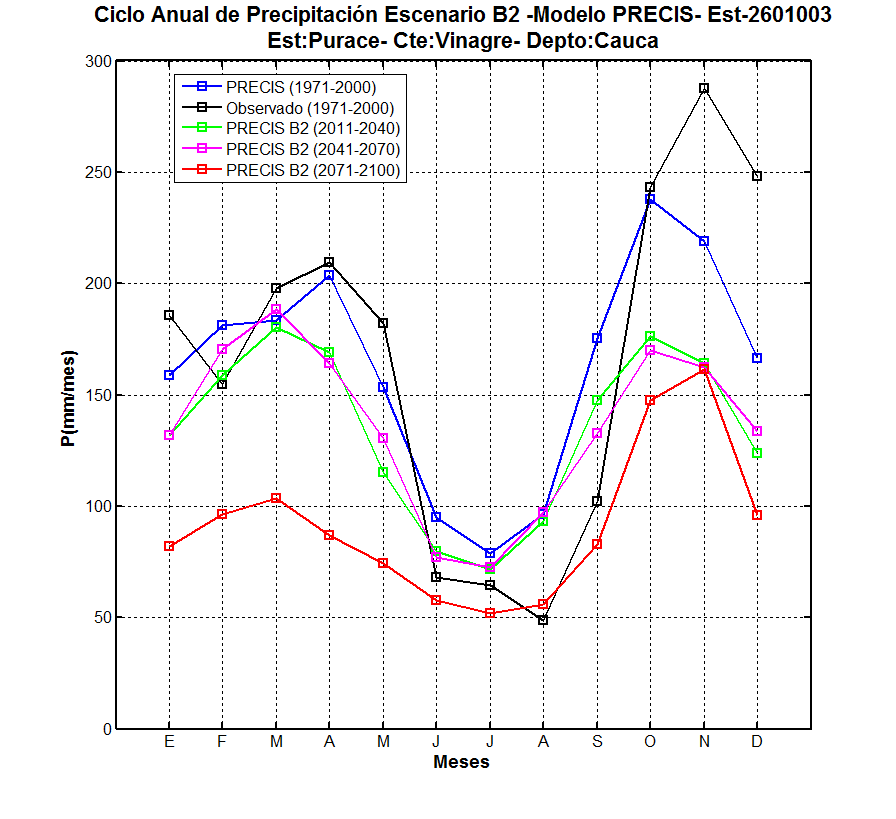 Ciclo Anual de Precipitación Escenario B2 -Modelo PRECIS- Est-2601003
Est:Purace- Cte:Vinagre- Depto:Cauca
PRECIS (1971-2000)
Observado (1971-2000)
PRECIS B2 (2011-2040)
PRECIS B2 (2041-2070)
PRECIS B2 (2071-2100)
P(mm/mes)
300
250
200
150
100
50
0
E F M A M J J A S O N D
Meses